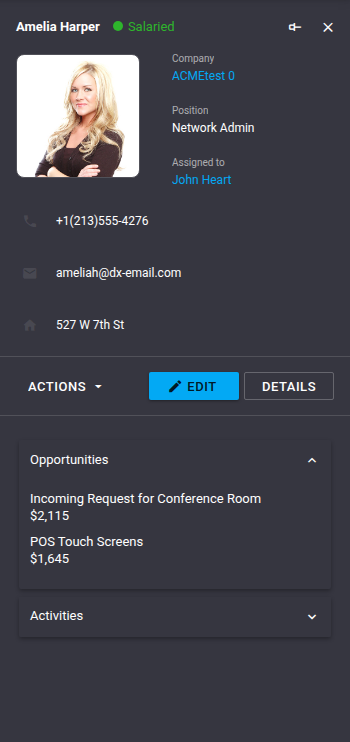 Amelia Harper
Salaried
Company
ACMEtest 0
Position
Network Admin
Assigned to
John Heart
+1(213)555-4276
ameliah@dx-email.com
527 W 7th St
ACTIONS
EDIT
DETAILS
Opportunities
Incoming Request for Conference Room
$2,115
POS Touch Screens
$1,645
Activities